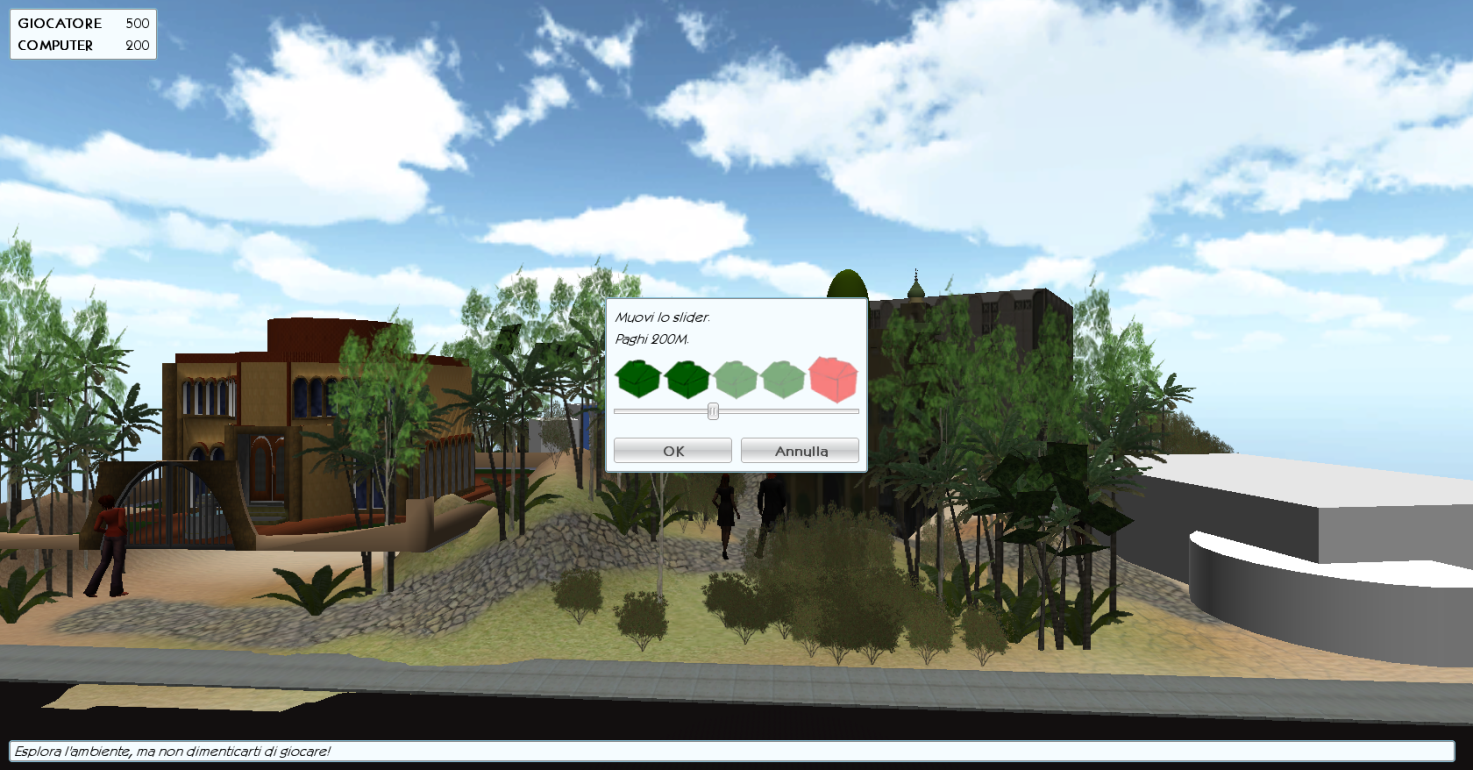 GIOCATORE 500
COMPUTER 200
Muovi lo slider.
Paghi 200M.
OK Annulla
Esplora l'ambiente, ma non dimenticarti di giocare!